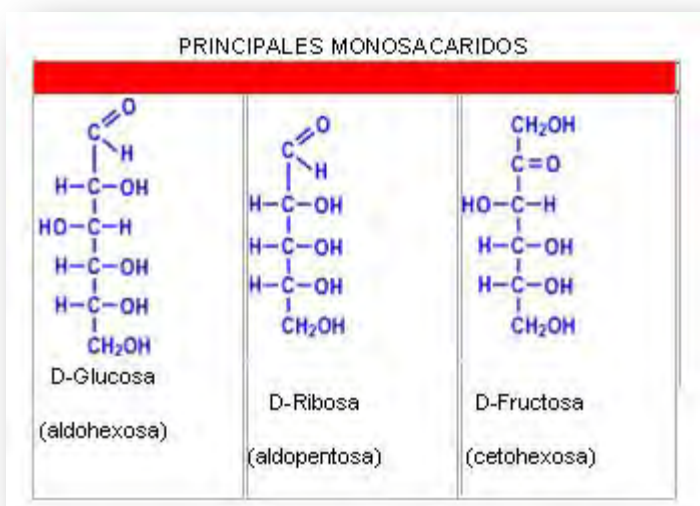 PRINCIPALES MONOSACARIDOS
C=O
H
H-C-OH
HO-C-H
H-C-OH
H-C-OH
CH₂OH
D-Glucosa
(aldohexosa)
C=O
H
H-C-OH
H-C-OH
H-C-OH
CH₂OH
D-Ribosa
(aldopentosa)
CH₂OH
C=O
HO-C-H
H-C-OH
H-C-OH
CH₂OH
D-Fructosa
(cetohexosa)